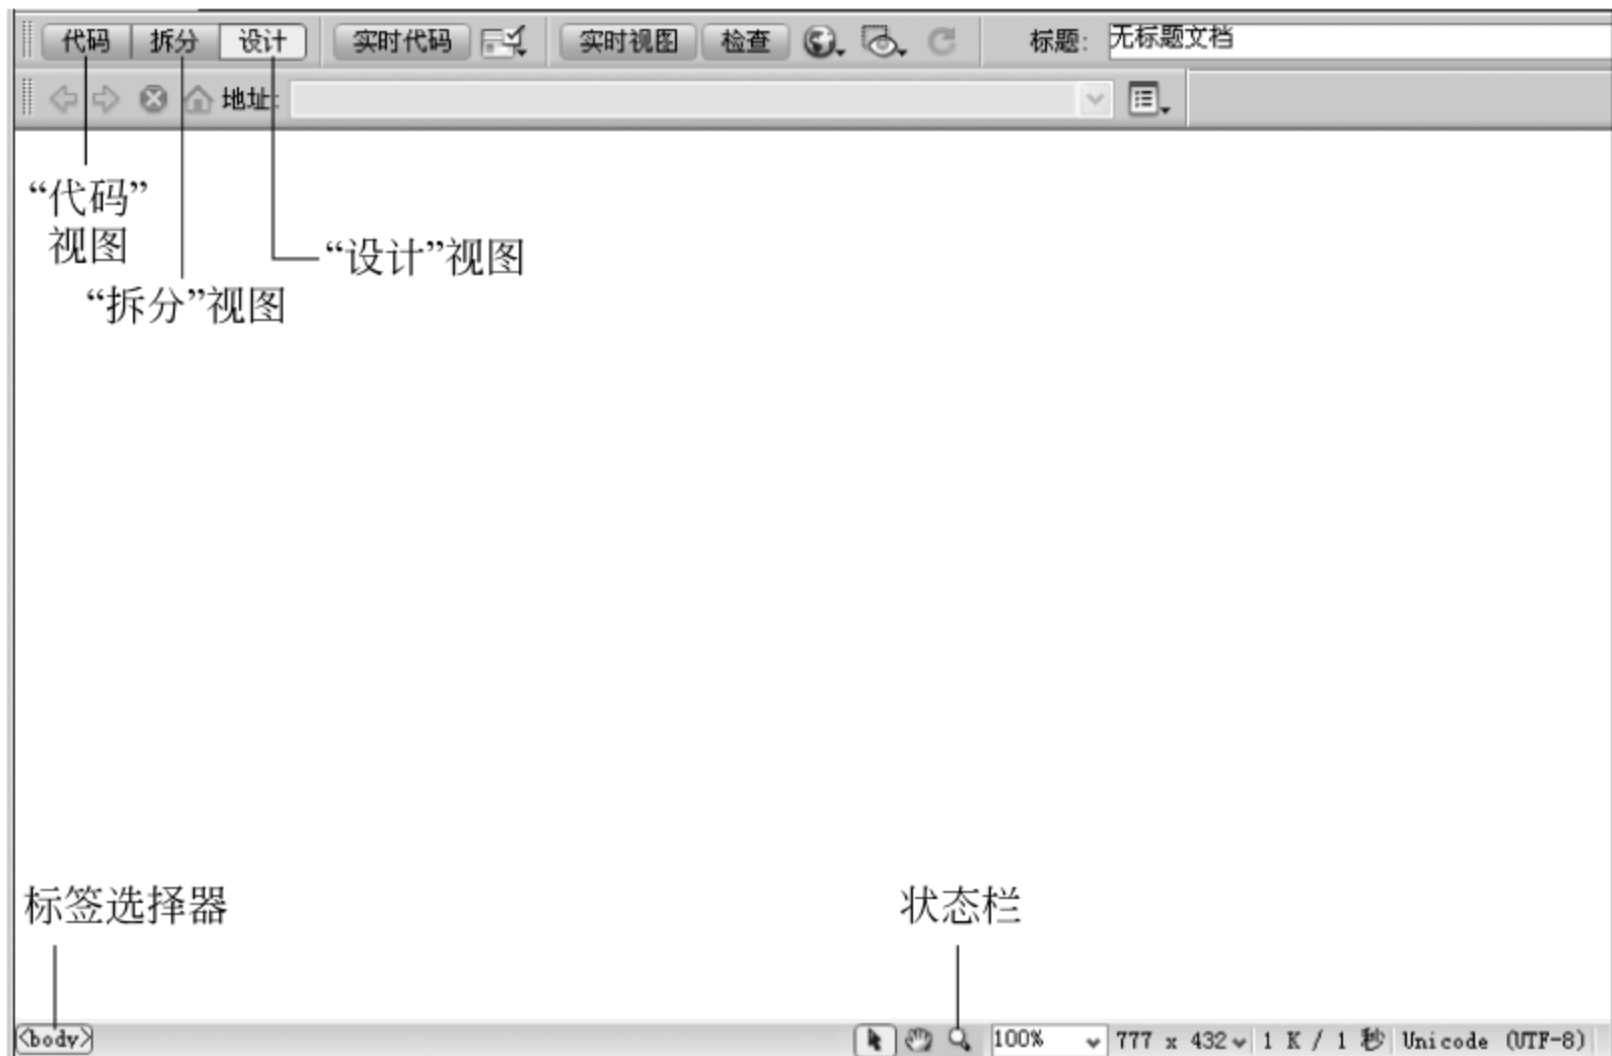 代码 拆分 设计 实时代码 实时视图 检查 标题: 无标题文档
地址:
“代码”
视图
“设计”视图
“拆分”视图
标签选择器 状态栏
<body> 100% 777 x 432 1 K / 1 秒 Unicode (UTF-8)